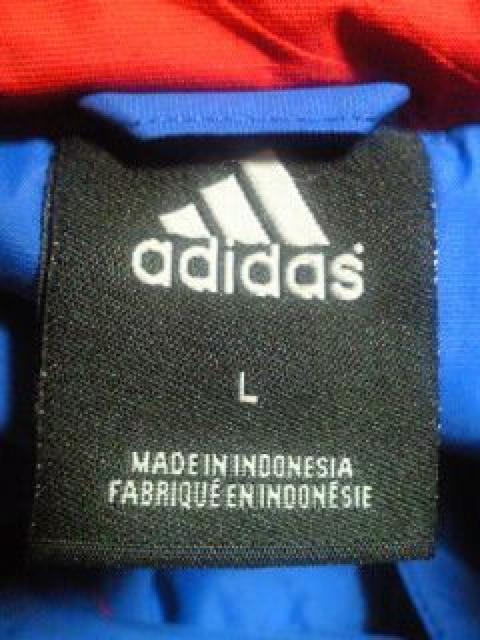 adidas
L
MADE IN INDONESIA
FABRIQUÉ EN INDONÉSIE